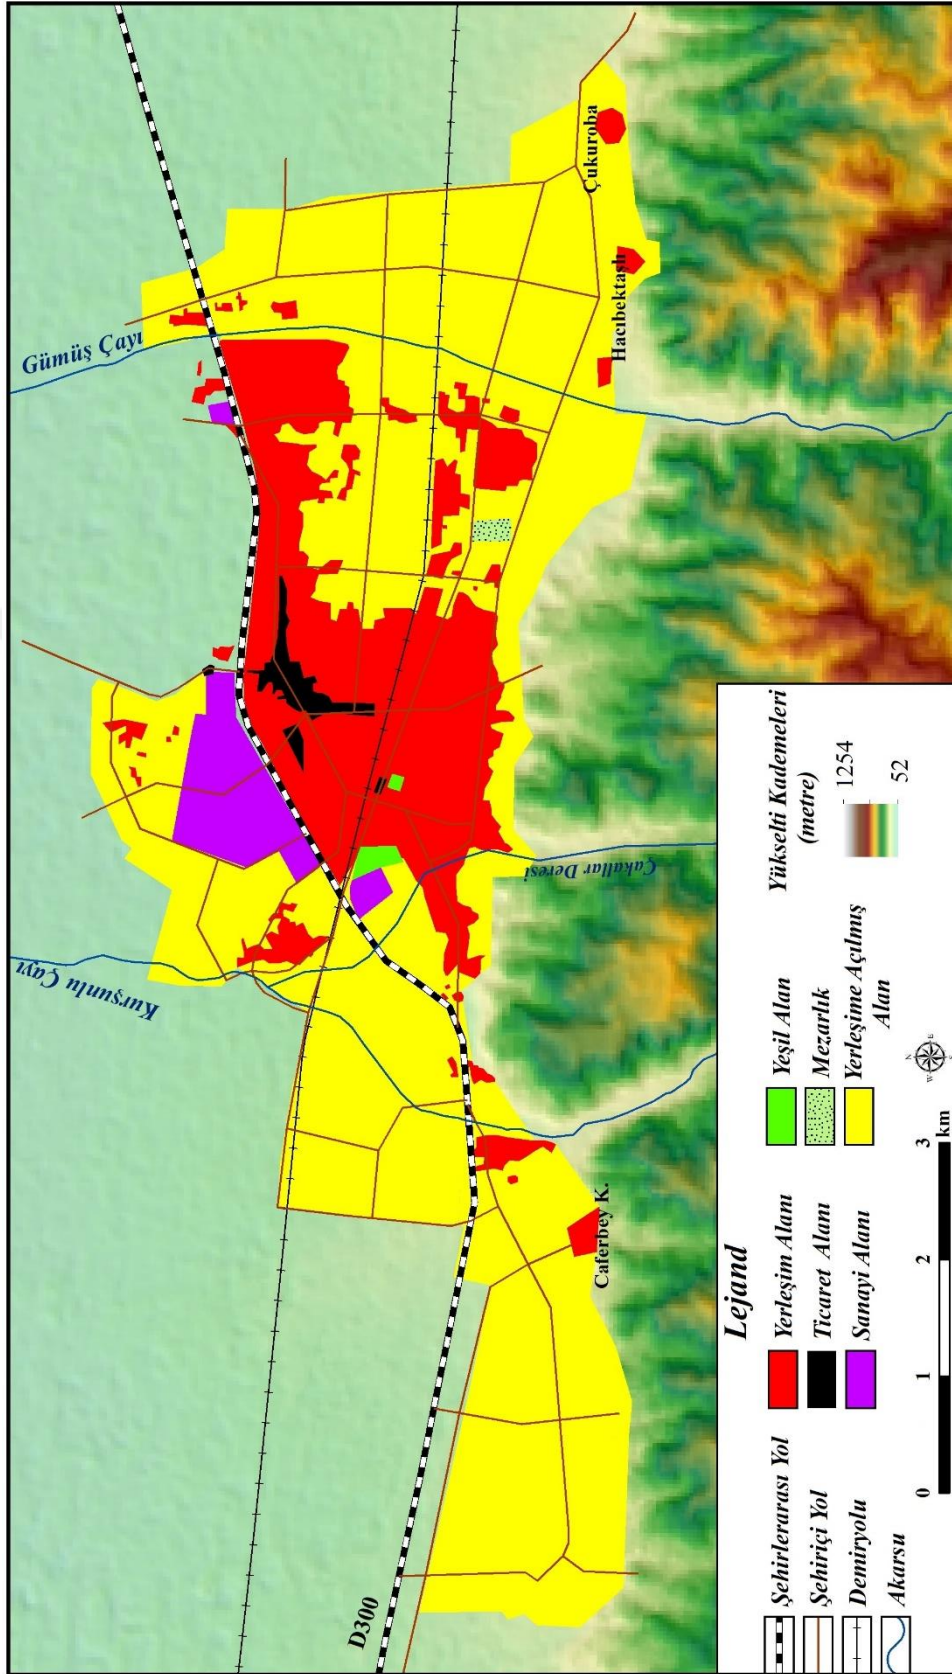 D300
Kurşunlu Çayı
Gümüş Çayı
Çakallar Deresi
Caferbey K.
Hacıbektaşlı
Çukuroba
Lejand
Şehirlerarası Yol
Şehiriçi Yol
Demiryolu
Akarsu
Yerleşim Alanı
Ticaret Alanı
Sanayi Alanı
Yeşil Alan
Mezarlık
Yerleşime Açılmış
Alan
Yükselti Kademeleri
(metre)
1254
52
0 1 2 3
km
N
W E